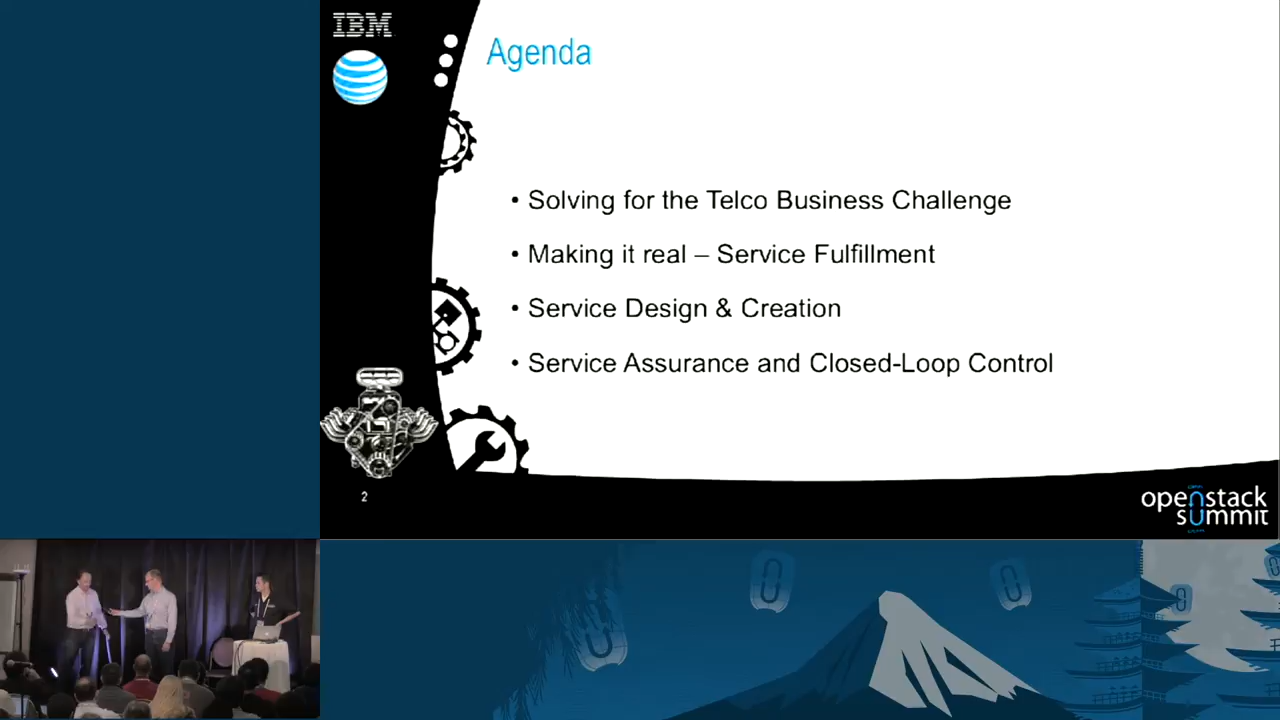 IBM
Agenda
• Solving for the Telco Business Challenge
• Making it real – Service Fulfillment
• Service Design & Creation
• Service Assurance and Closed-Loop Control
2
openstack
summit